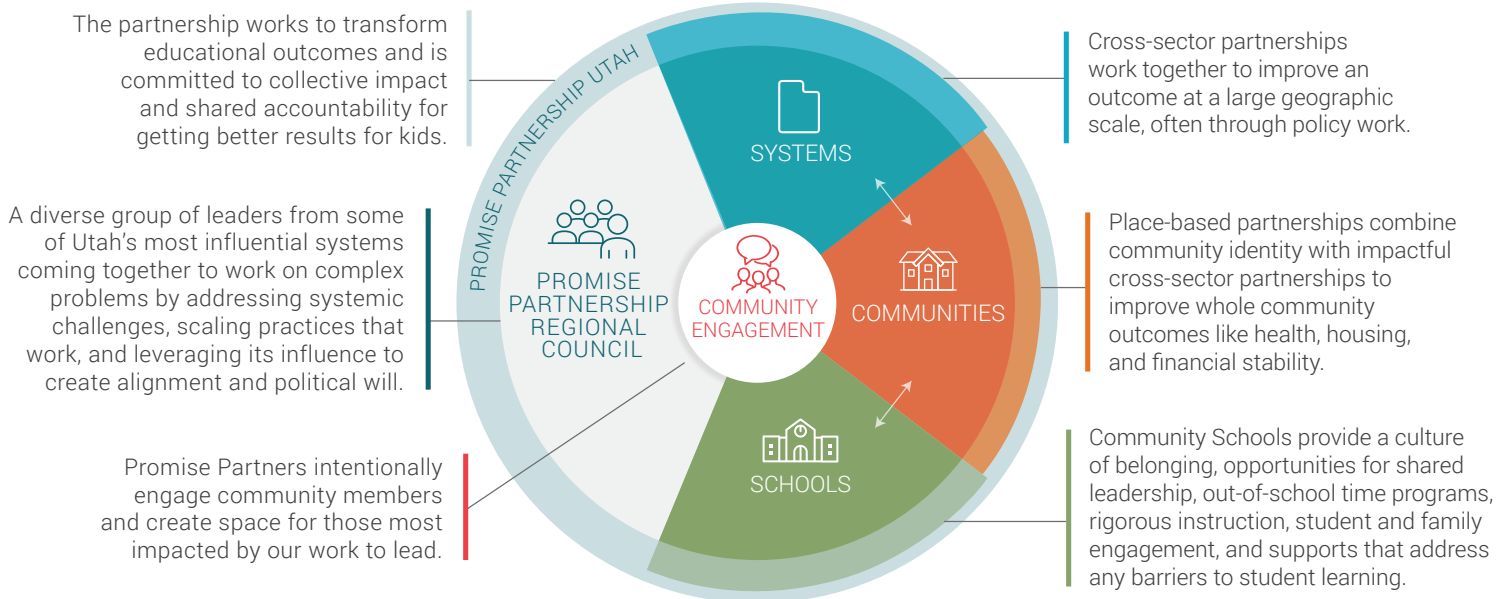 The partnership works to transform
educational outcomes and is
committed to collective impact
and shared accountability for
getting better results for kids.
A diverse group of leaders from some
of Utah’s most influential systems
coming together to work on complex
problems by addressing systemic
challenges, scaling practices that
work, and leveraging its influence to
create alignment and political will.
Promise Partners intentionally
engage community members
and create space for those most
impacted by our work to lead.
PROMISE PARTNERSHIP UTAH
PROMISE
PARTNERSHIP
REGIONAL
COUNCIL
COMMUNITY
ENGAGEMENT
SYSTEMS
COMMUNITIES
SCHOOLS
Cross-sector partnerships
work together to improve an
outcome at a large geographic
scale, often through policy work.
Place-based partnerships combine
community identity with impactful
cross-sector partnerships to
improve whole community
outcomes like health, housing,
and financial stability.
Community Schools provide a culture
of belonging, opportunities for shared
leadership, out-of-school time programs,
rigorous instruction, student and family
engagement, and supports that address
any barriers to student learning.